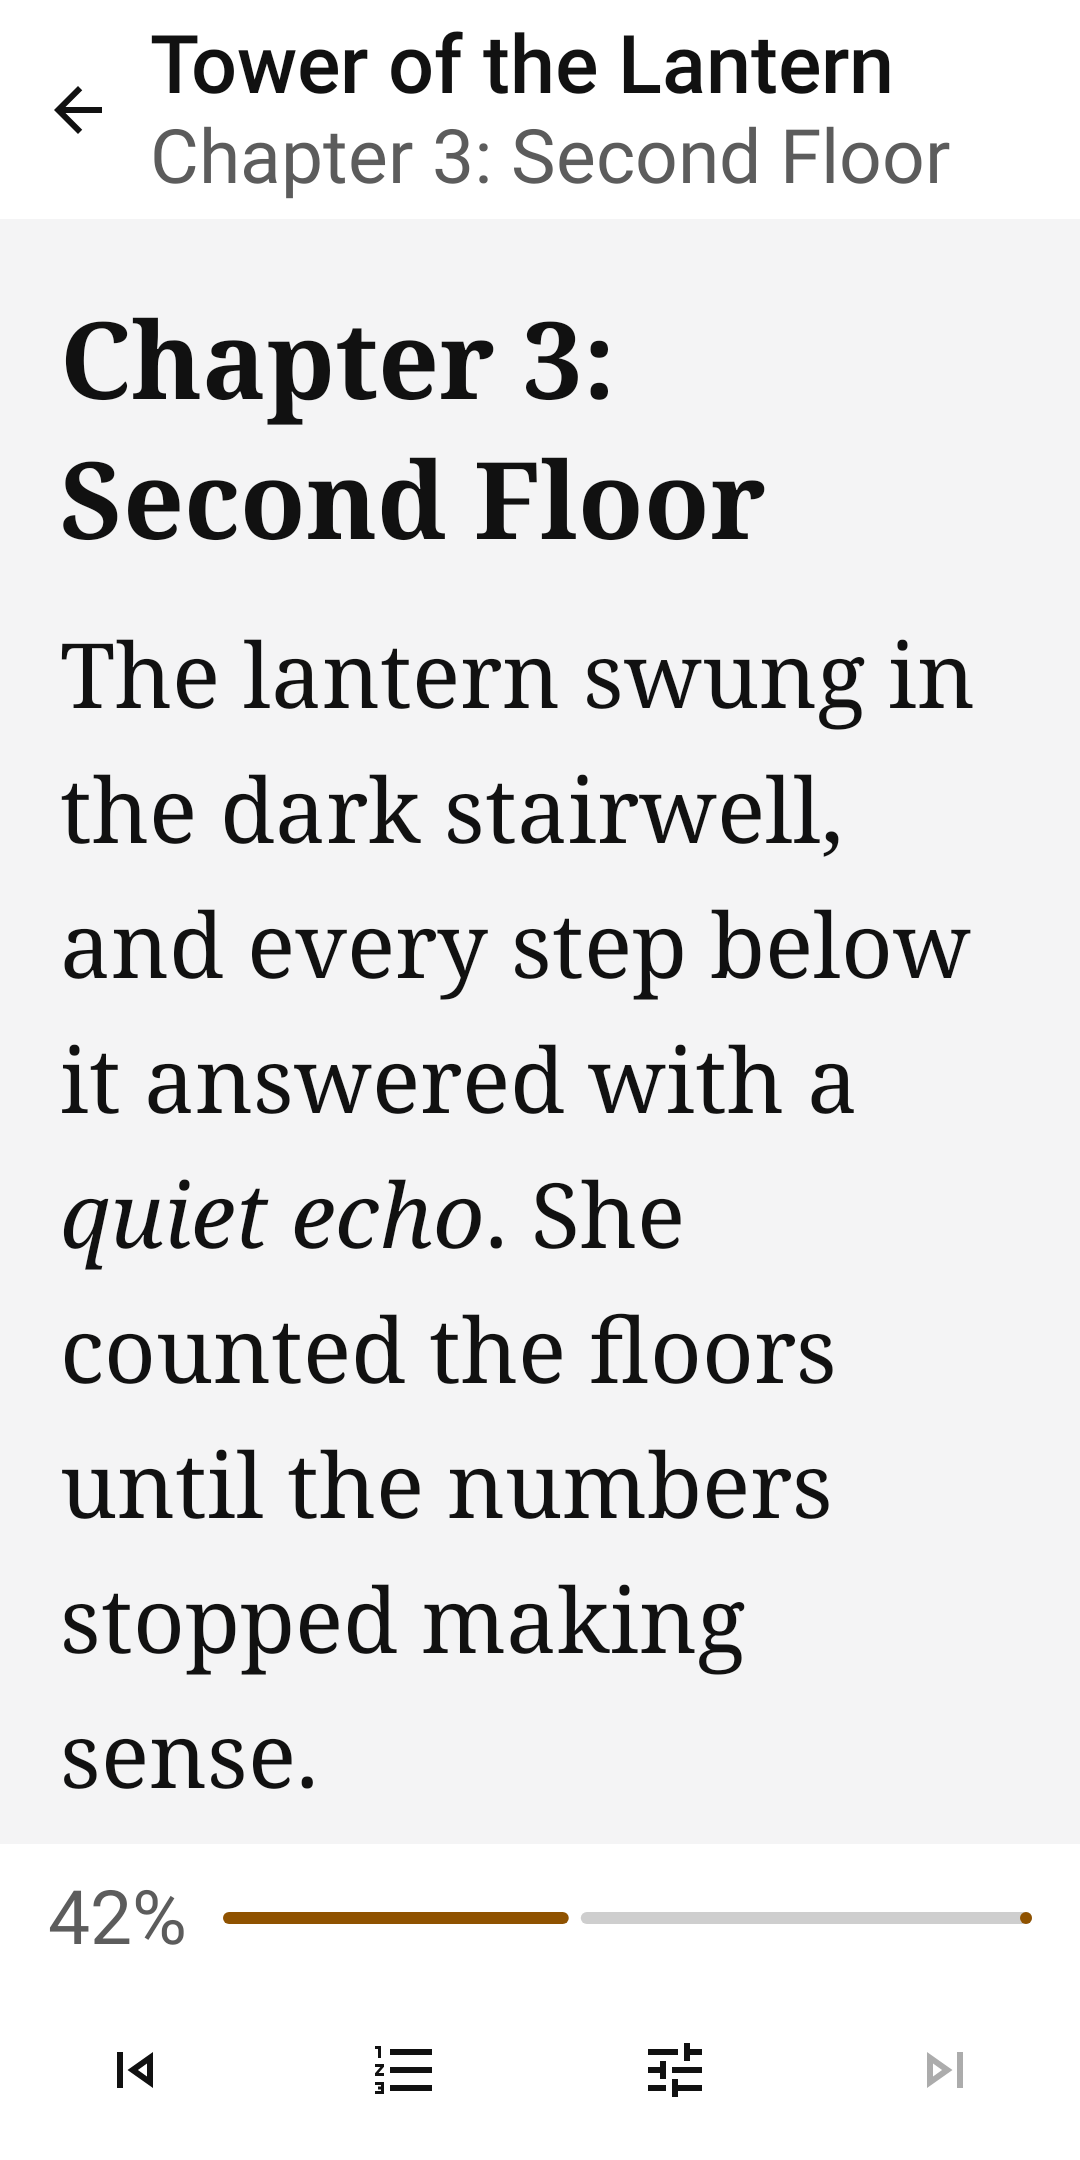 Tower of the Lantern
Chapter 3: Second Floor
Chapter 3:
Second Floor
The lantern swung in
the dark stairwell,
and every step below
it answered with a
quiet echo. She
counted the floors
until the numbers
stopped making
sense.
42%